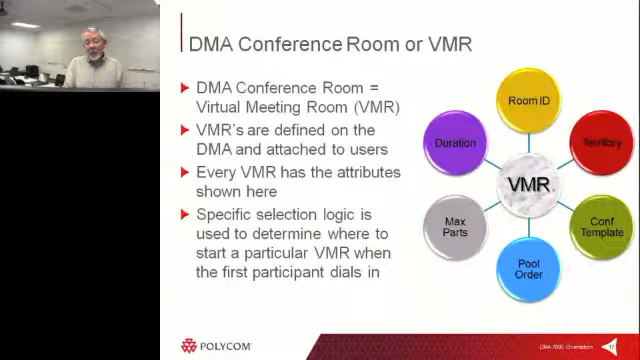 DMA Conference Room or VMR
DMA Conference Room =
Virtual Meeting Room (VMR)
VMR's are defined on the
DMA and attached to users
Every VMR has the attributes
shown here
Specific selection logic is
used to determine where to
start a particular VMR when
the first participant dials in
Room ID
Duration
Territory
VMR
Max
Parts
Conf
Template
Pool
Order
POLYCOM
DMA 7000 Orientation
17